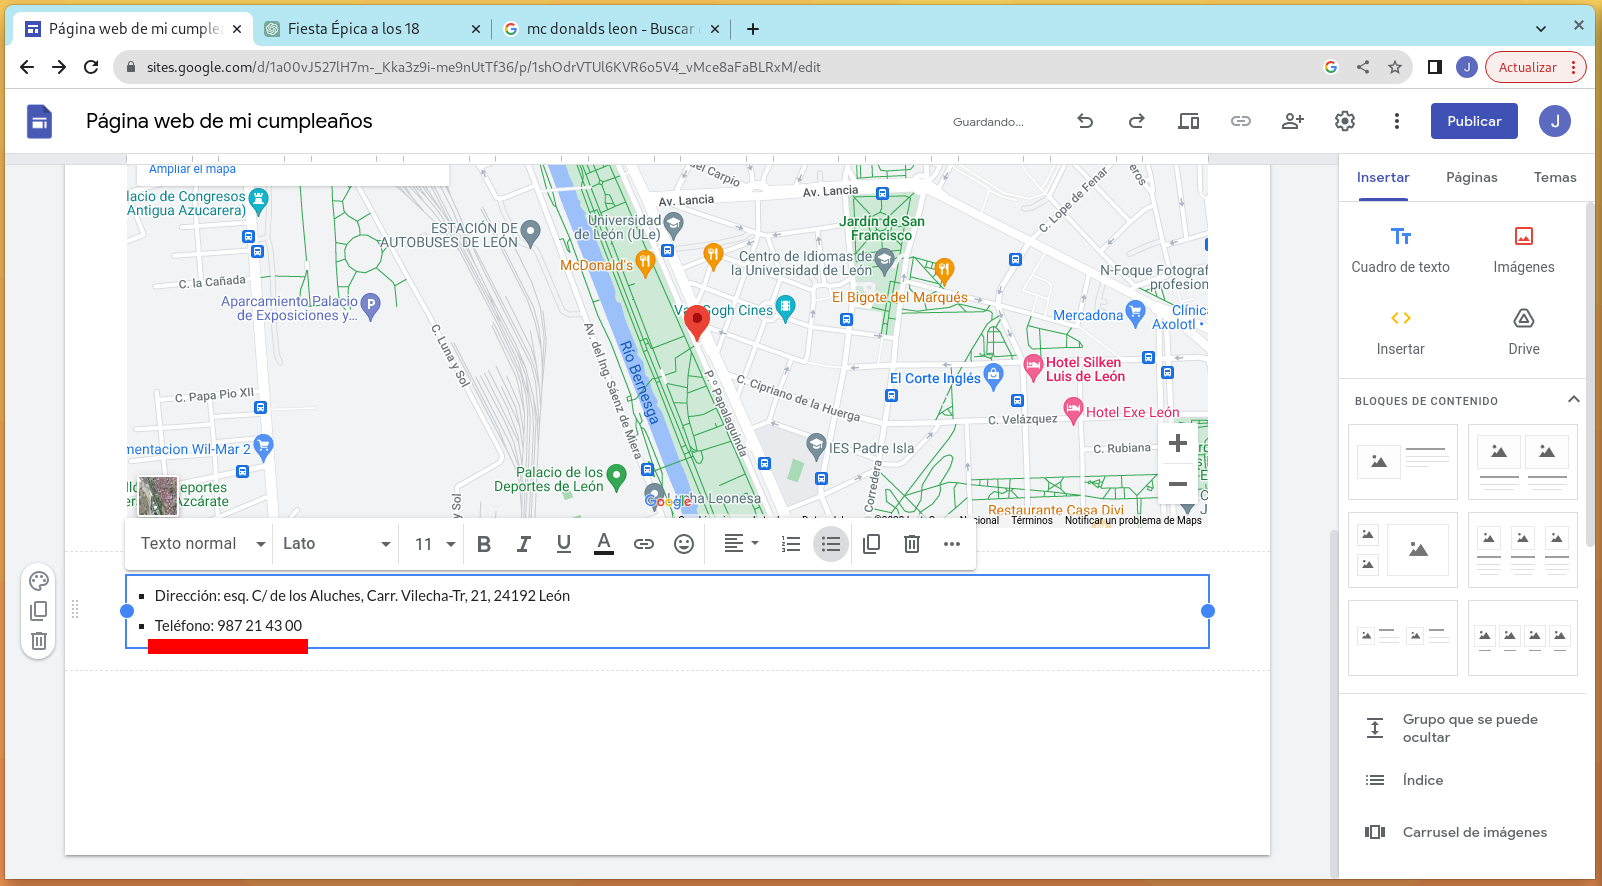 Página web de mi cumplea
Fiesta Épica a los 18
mc donalds leon - Buscar
sites.google.com/d/1a00vJ527lH7m-_Kka3z9i-me9nUtTf36/p/1shOdrVTUl6KVR6o5V4_vMce8aFaBLRxM/edit
J
Actualizar
Página web de mi cumpleaños
Guardando...
Publicar
J
Insertar
Páginas
Temas
Cuadro de texto
Imágenes
Insertar
Drive
BLOQUES DE CONTENIDO
Grupo que se puede
ocultar
Índice
Carrusel de imágenes
Ampliar el mapa
lacio de Congresos
Antigua Azucarera)
ESTACIÓN DE
AUTOBUSES DE LEÓN
Universidad
de León (ULe)
McDonald's
del Carpio
Av. Lancia
Av. Lancia
Jardín de San
Francisco
C. Lope de Fenar
eros
Centro de Idiomas de
la Universidad de León
El Bigote del Marqués
N-Foque Fotograf
profesion
C. la Cañada
Aparcamiento Palacio
de Exposiciones y...
P
C. Luna y Sol
Van Gogh Cines
Mercadona
Clínica
Axolotl •
Av. del Ing. Sáenz de Miera
Río Bernesga
P.º Papalaguinda
Hotel Silken
Luis de León
El Corte Inglés
C. Cipriano de la Huerga
C. Papa Pio XII
C. Velázquez
Hotel Exe León
mentacion Wil-Mar 2
IES Padre Isla
C. Rubiana
Palacio de los
Deportes de León
Corredera
eportes
zcárate
y Sol
Lucha Leonesa
Google
Restaurante Casa Divi
Términos
Notificar un problema de Maps
Texto normal
Lato
11
B I U A
Dirección: esq. C/ de los Aluches, Carr. Vilecha-Tr, 21, 24192 León
Teléfono: 987 21 43 00